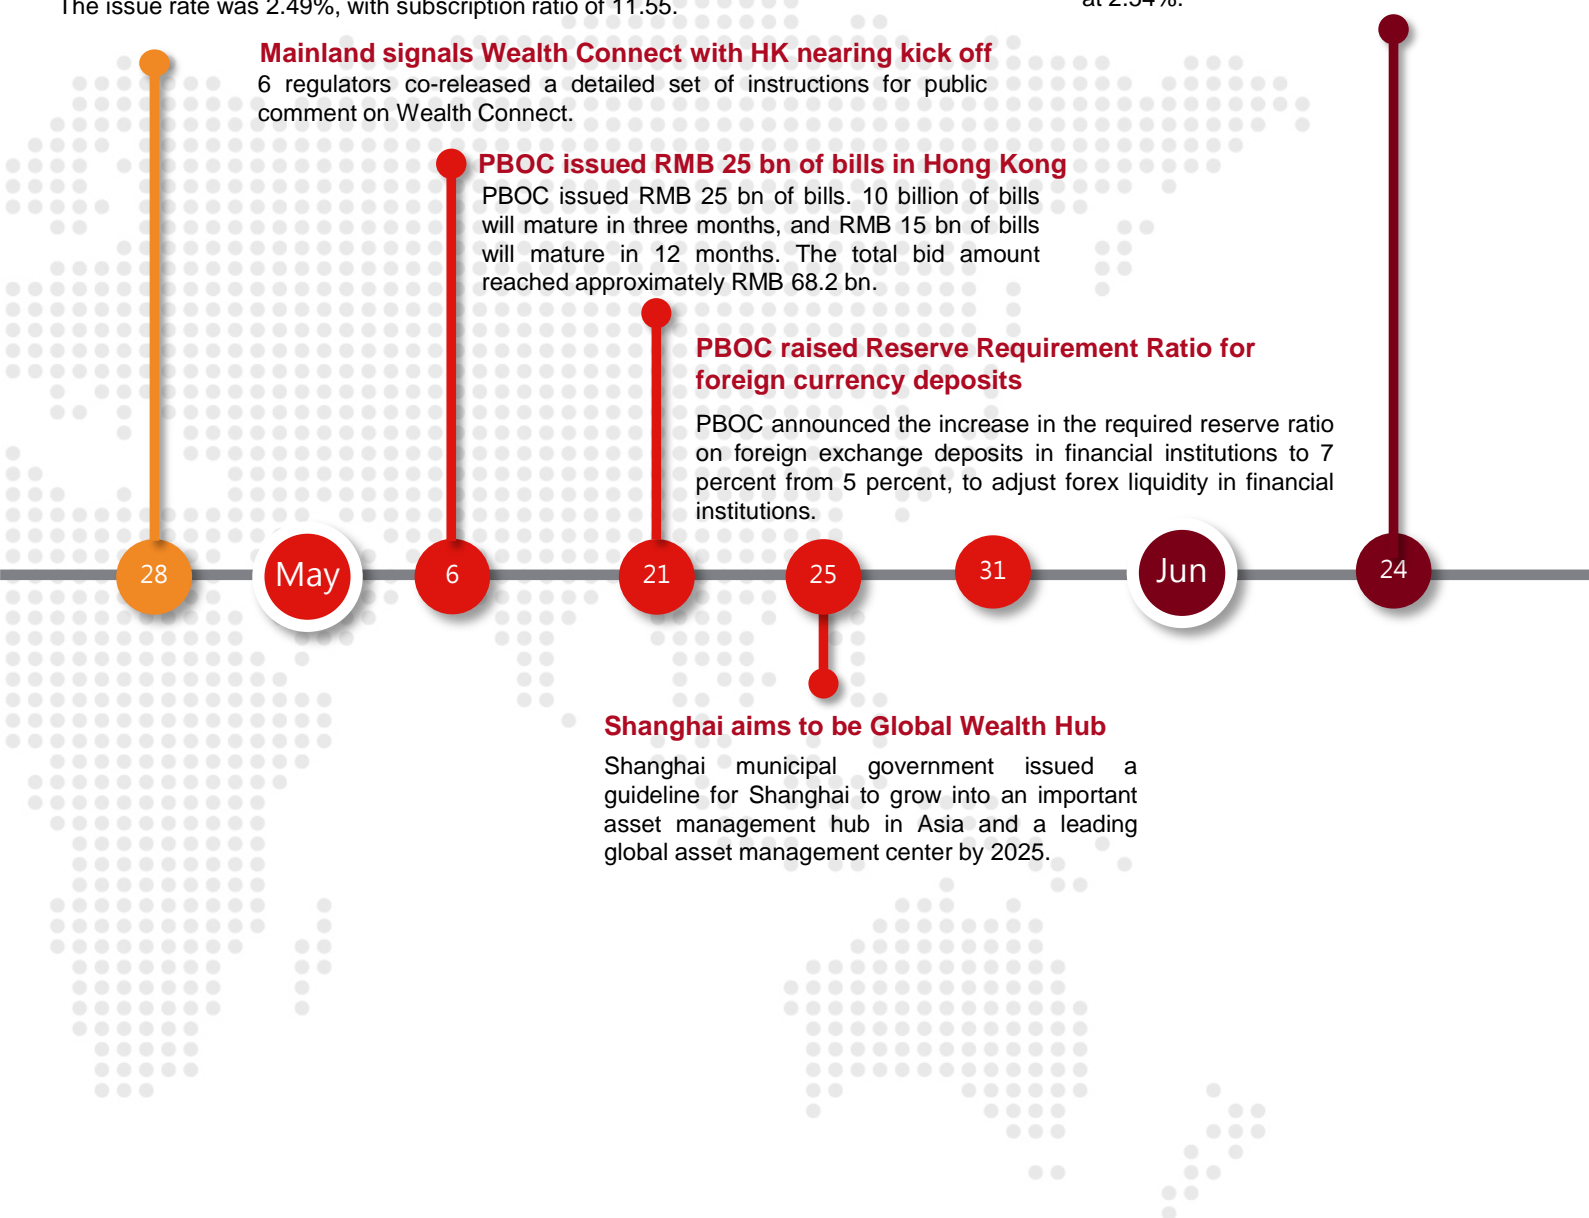 The issue rate was 2.49%, with subscription ratio of 11.55.
at 2.54%.
Mainland signals Wealth Connect with HK nearing kick off
6 regulators co-released a detailed set of instructions for public
comment on Wealth Connect.
PBOC issued RMB 25 bn of bills in Hong Kong
PBOC issued RMB 25 bn of bills. 10 billion of bills
will mature in three months, and RMB 15 bn of bills
will mature in 12 months. The total bid amount
reached approximately RMB 68.2 bn.
PBOC raised Reserve Requirement Ratio for
foreign currency deposits
PBOC announced the increase in the required reserve ratio
on foreign exchange deposits in financial institutions to 7
percent from 5 percent, to adjust forex liquidity in financial
institutions.
28
May
6
21
25
31
Jun
24
Shanghai aims to be Global Wealth Hub
Shanghai municipal government issued a
guideline for Shanghai to grow into an important
asset management hub in Asia and a leading
global asset management center by 2025.